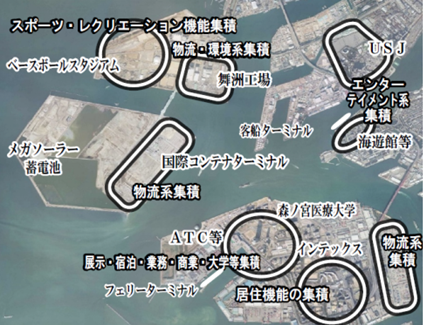 スポーツ・レクリエーション機能集積
物流・環境系集積
ベースボールスタジアム
舞洲工場
USJ
エンター
テイメント系
集積
客船ターミナル
海遊館等
メガソーラー
蓄電池
国際コンテナターミナル
物流系集積
森ノ宮医療大学
ATC等
インテックス
物流系
集積
展示・宿泊・業務・商業・大学等集積
フェリーターミナル
居住機能の集積